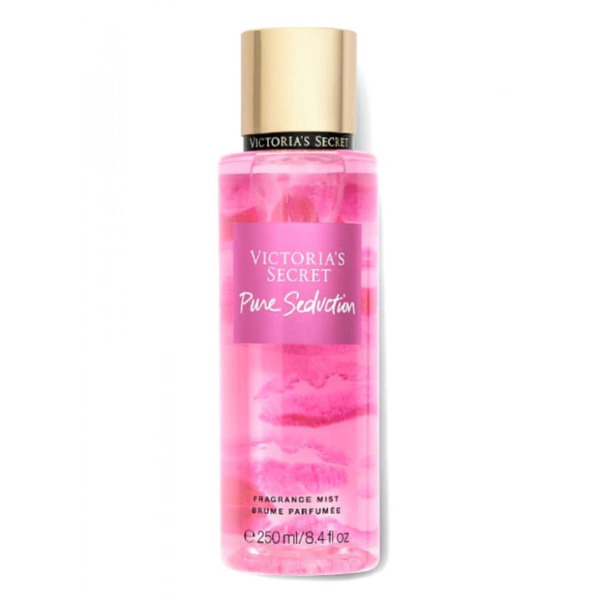 VICTORIA'S SECRET
VICTORIA'S
SECRET
Pure Seduction
FRAGRANCE MIST
BRUME PARFUMÉE
℮250 ml/8.4 fl oz